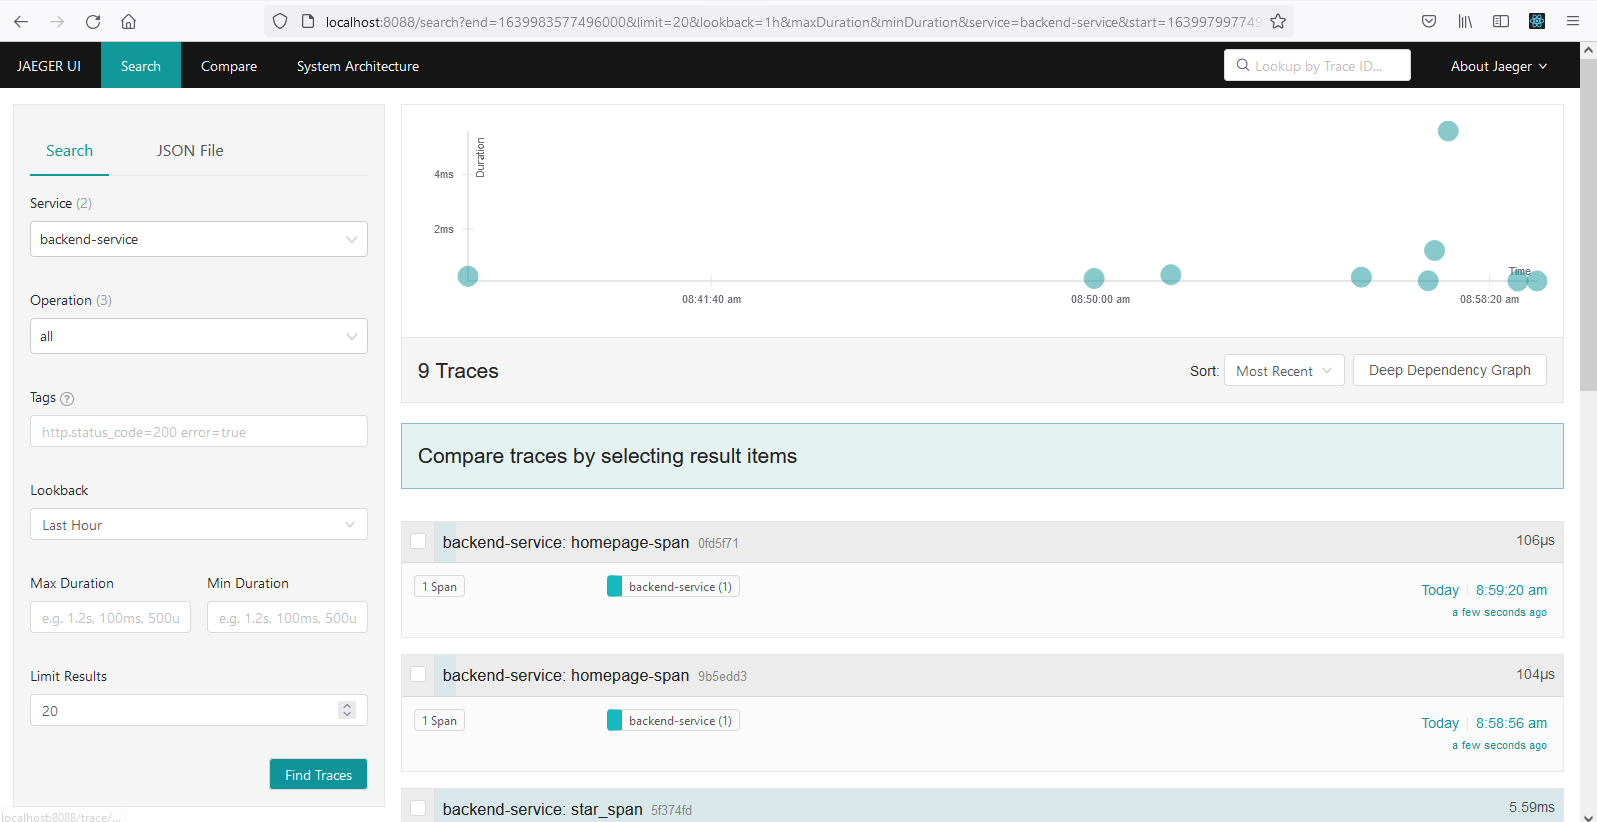 localhost:8088/search?end=1639983577496000&limit=20&lookback=1h&maxDuration&minDuration&service=backend-service&start=163997997749
JAEGER UI Search Compare System Architecture Lookup by Trace ID... About Jaeger
Search JSON File
Service (2)
backend-service
Operation (3)
all
Tags ?
http.status_code=200 error=true
Lookback
Last Hour
Max Duration Min Duration
e.g. 1.2s, 100ms, 500u e.g. 1.2s, 100ms, 500u
Limit Results
20
Find Traces
Duration
4ms
2ms
Time
08:41:40 am 08:50:00 am 08:58:20 am
9 Traces Sort: Most Recent Deep Dependency Graph
Compare traces by selecting result items
backend-service: homepage-span 0fd5f71 106μs
1 Span backend-service (1) Today 8:59:20 am
a few seconds ago
backend-service: homepage-span 9b5edd3 104μs
1 Span backend-service (1) Today 8:58:56 am
a few seconds ago
backend-service: star_span 5f374fd 5.59ms
localhost:8088/trace/...